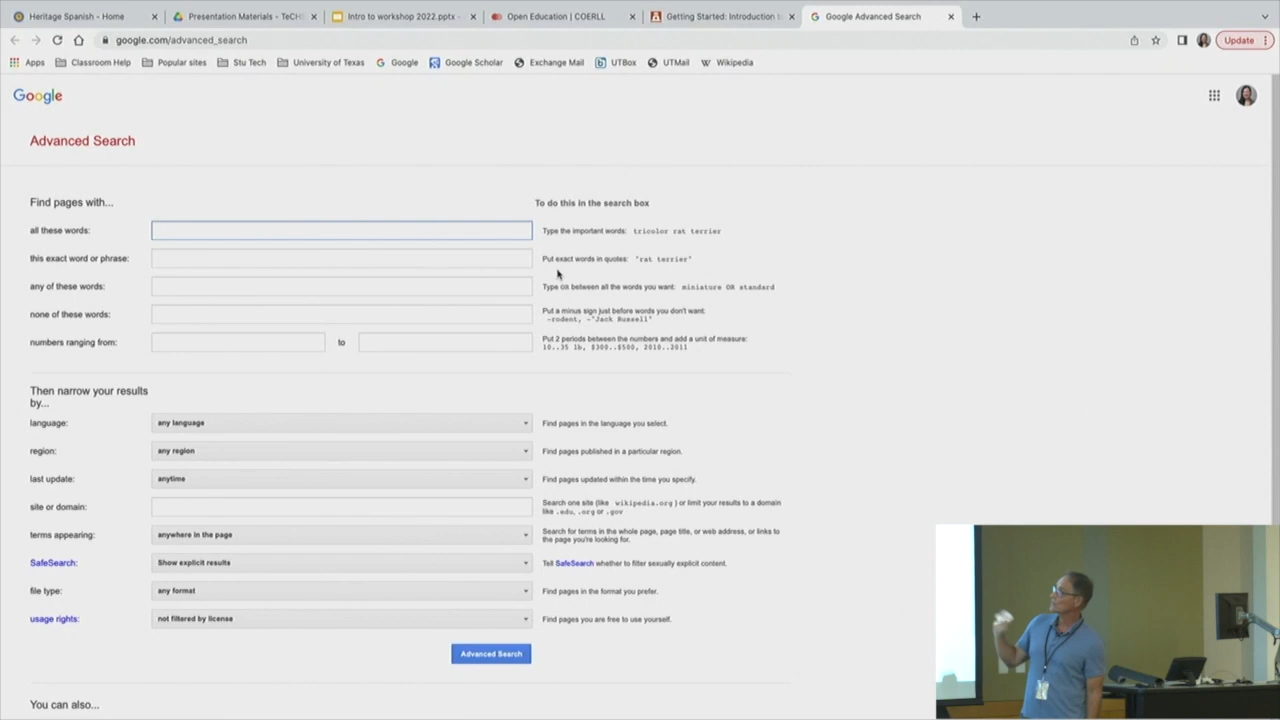 Heritage Spanish - Home
Presentation Materials - TeCHS
Intro to workshop 2022.pptx -
Open Education | COERLL
Getting Started: Introduction t
Google Advanced Search
google.com/advanced_search
Update
Apps
Classroom Help
Popular sites
Stu Tech
University of Texas
Google
Google Scholar
Exchange Mail
UTBox
UTMail
Wikipedia
Google
Advanced Search
Find pages with...
To do this in the search box
all these words:
Type the important words: tricolor rat terrier
this exact word or phrase:
Put exact words in quotes: "rat terrier"
any of these words:
Type OR between all the words you want: miniature OR standard
none of these words:
Put a minus sign just before words you don't want:
-rodent, -"Jack Russell"
numbers ranging from:
to
Put 2 periods between the numbers and add a unit of measure:
10..35 lb, $300..$500, 2010..2011
Then narrow your results
by...
language:
any language
Find pages in the language you select.
region:
any region
Find pages published in a particular region.
last update:
anytime
Find pages updated within the time you specify.
site or domain:
Search one site (like wikipedia.org ) or limit your results to a domain
like .edu, .org or .gov
terms appearing:
anywhere in the page
Search for terms in the whole page, page title, or web address, or links to
the page you're looking for.
SafeSearch:
Show explicit results
Tell SafeSearch whether to filter sexually explicit content.
file type:
any format
Find pages in the format you prefer.
usage rights:
not filtered by license
Find pages you are free to use yourself.
Advanced Search
You can also...